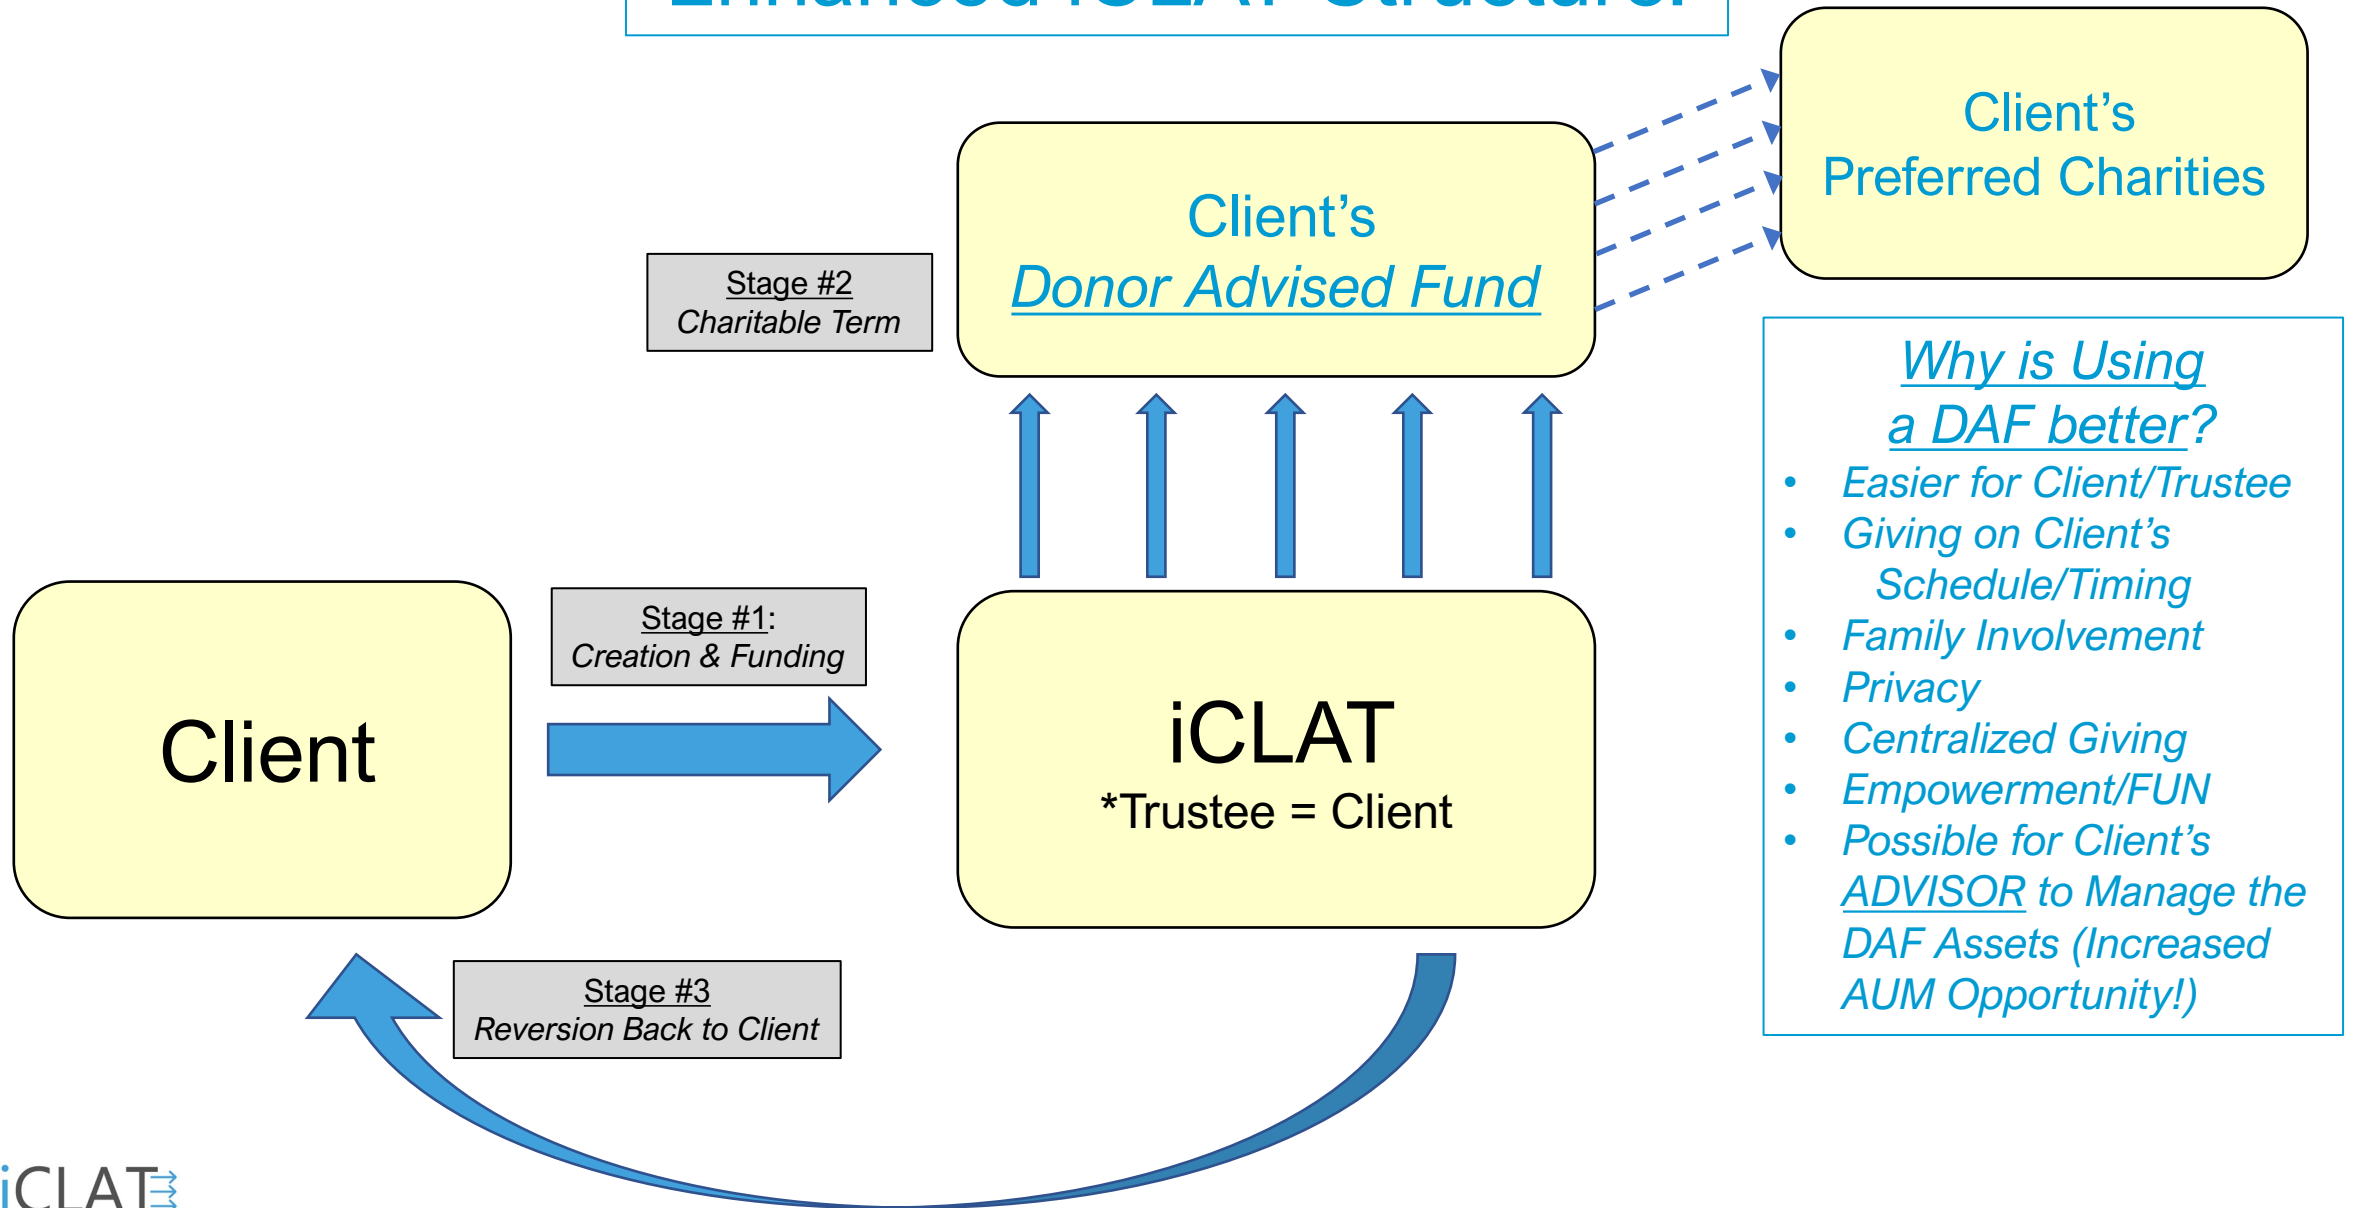 Enhanced iCLAT Structure:
Client's
Preferred Charities
Client's
Donor Advised Fund
Stage #2
Charitable Term
Why is Using
a DAF better?
• Easier for Client/Trustee
• Giving on Client's
Schedule/Timing
• Family Involvement
• Privacy
• Centralized Giving
• Empowerment/FUN
• Possible for Client's
ADVISOR to Manage the
DAF Assets (Increased
AUM Opportunity!)
Stage #1:
Creation & Funding
Client
iCLAT
*Trustee = Client
Stage #3
Reversion Back to Client
iCLAT